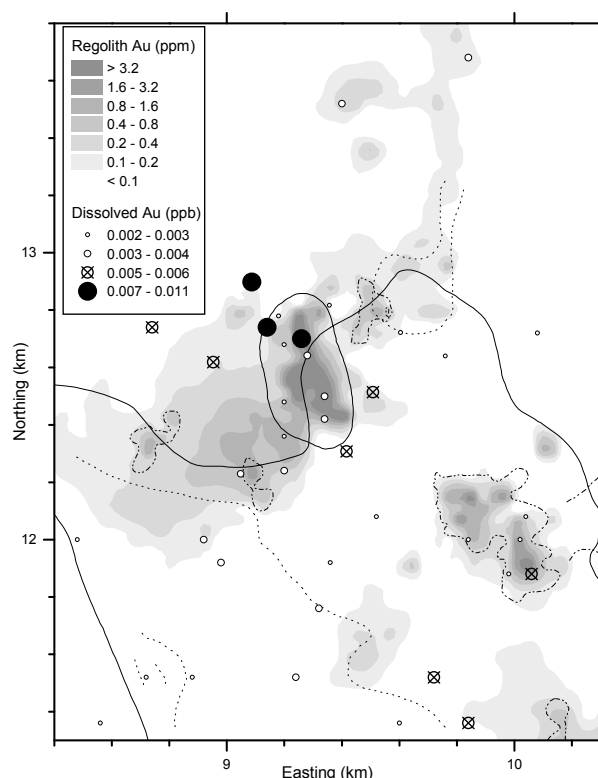 Regolith Au (ppm)
> 3.2
1.6 - 3.2
0.8 - 1.6
0.4 - 0.8
0.2 - 0.4
0.1 - 0.2
< 0.1
Dissolved Au (ppb)
0.002 - 0.003
0.003 - 0.004
0.005 - 0.006
0.007 - 0.011
13
12
Northing (km)
9
10
Easting (km)